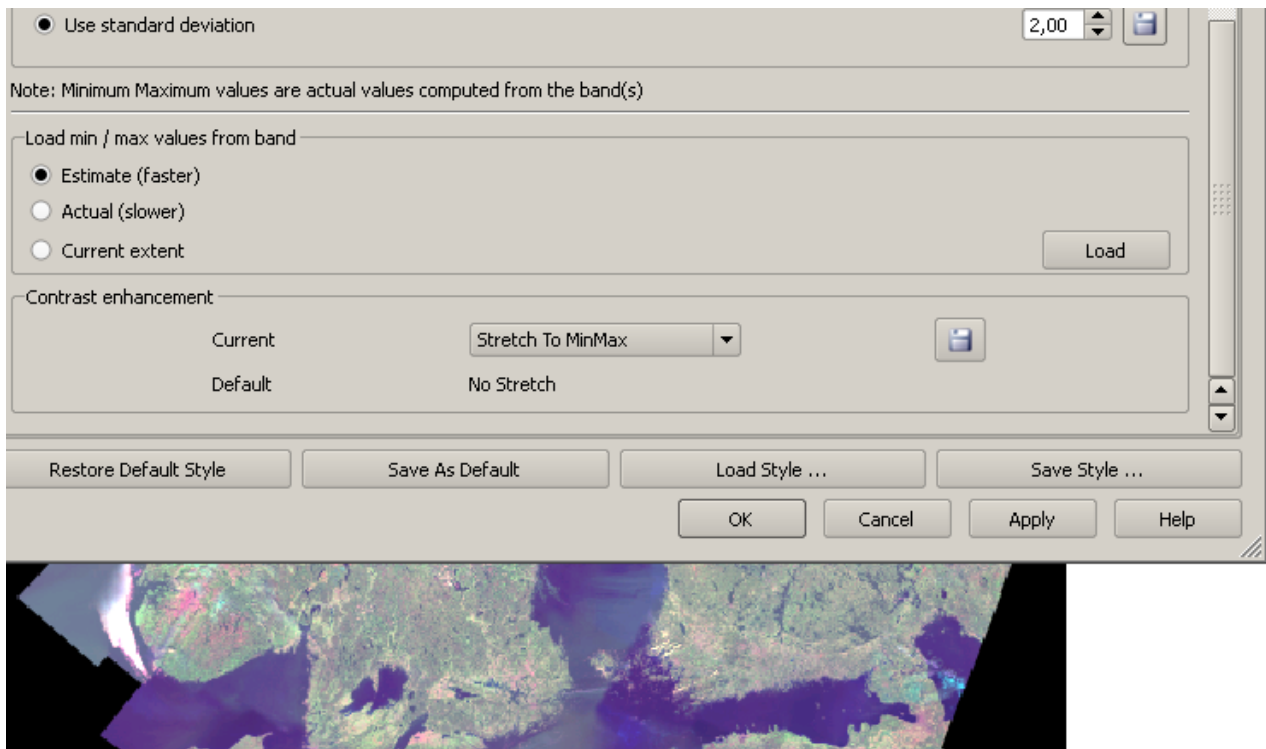 Use standard deviation 2,00
Note: Minimum Maximum values are actual values computed from the band(s)
Load min / max values from band
Estimate (faster)
Actual (slower)
Current extent Load
Contrast enhancement
Current Stretch To MinMax
Default No Stretch
Restore Default Style Save As Default Load Style ... Save Style ...
OK Cancel Apply Help